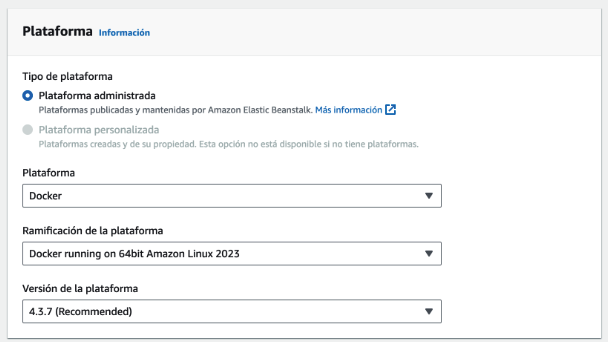 Plataforma Información
Tipo de plataforma
Plataforma administrada
Plataformas publicadas y mantenidas por Amazon Elastic Beanstalk. Más información
Plataforma personalizada
Plataformas creadas y de su propiedad. Esta opción no está disponible si no tiene plataformas.
Plataforma
Docker
Ramificación de la plataforma
Docker running on 64bit Amazon Linux 2023
Versión de la plataforma
4.3.7 (Recommended)